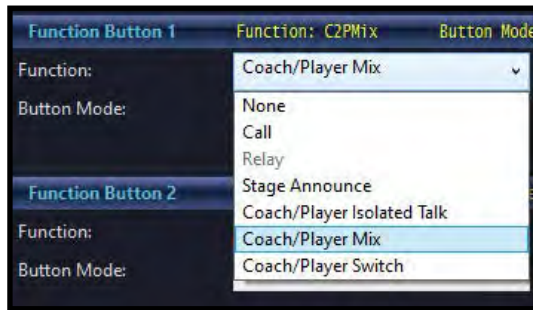 Function Button 1 Function: C2PMix Button Mode
Function: Coach/Player Mix
Button Mode:
None
Call
Relay
Stage Announce
Coach/Player Isolated Talk
Coach/Player Mix
Coach/Player Switch
Function Button 2
Function:
Button Mode: